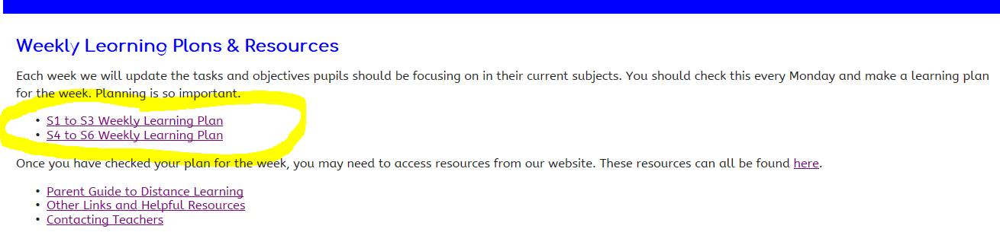 Weekly Learning Plans & Resources
Each week we will update the tasks and objectives pupils should be focusing on in their current subjects. You should check this every Monday and make a learning plan
for the week. Planning is so important.
• S1 to S3 Weekly Learning Plan
• S4 to S6 Weekly Learning Plan
Once you have checked your plan for the week, you may need to access resources from our website. These resources can all be found here.
• Parent Guide to Distance Learning
• Other Links and Helpful Resources
• Contacting Teachers